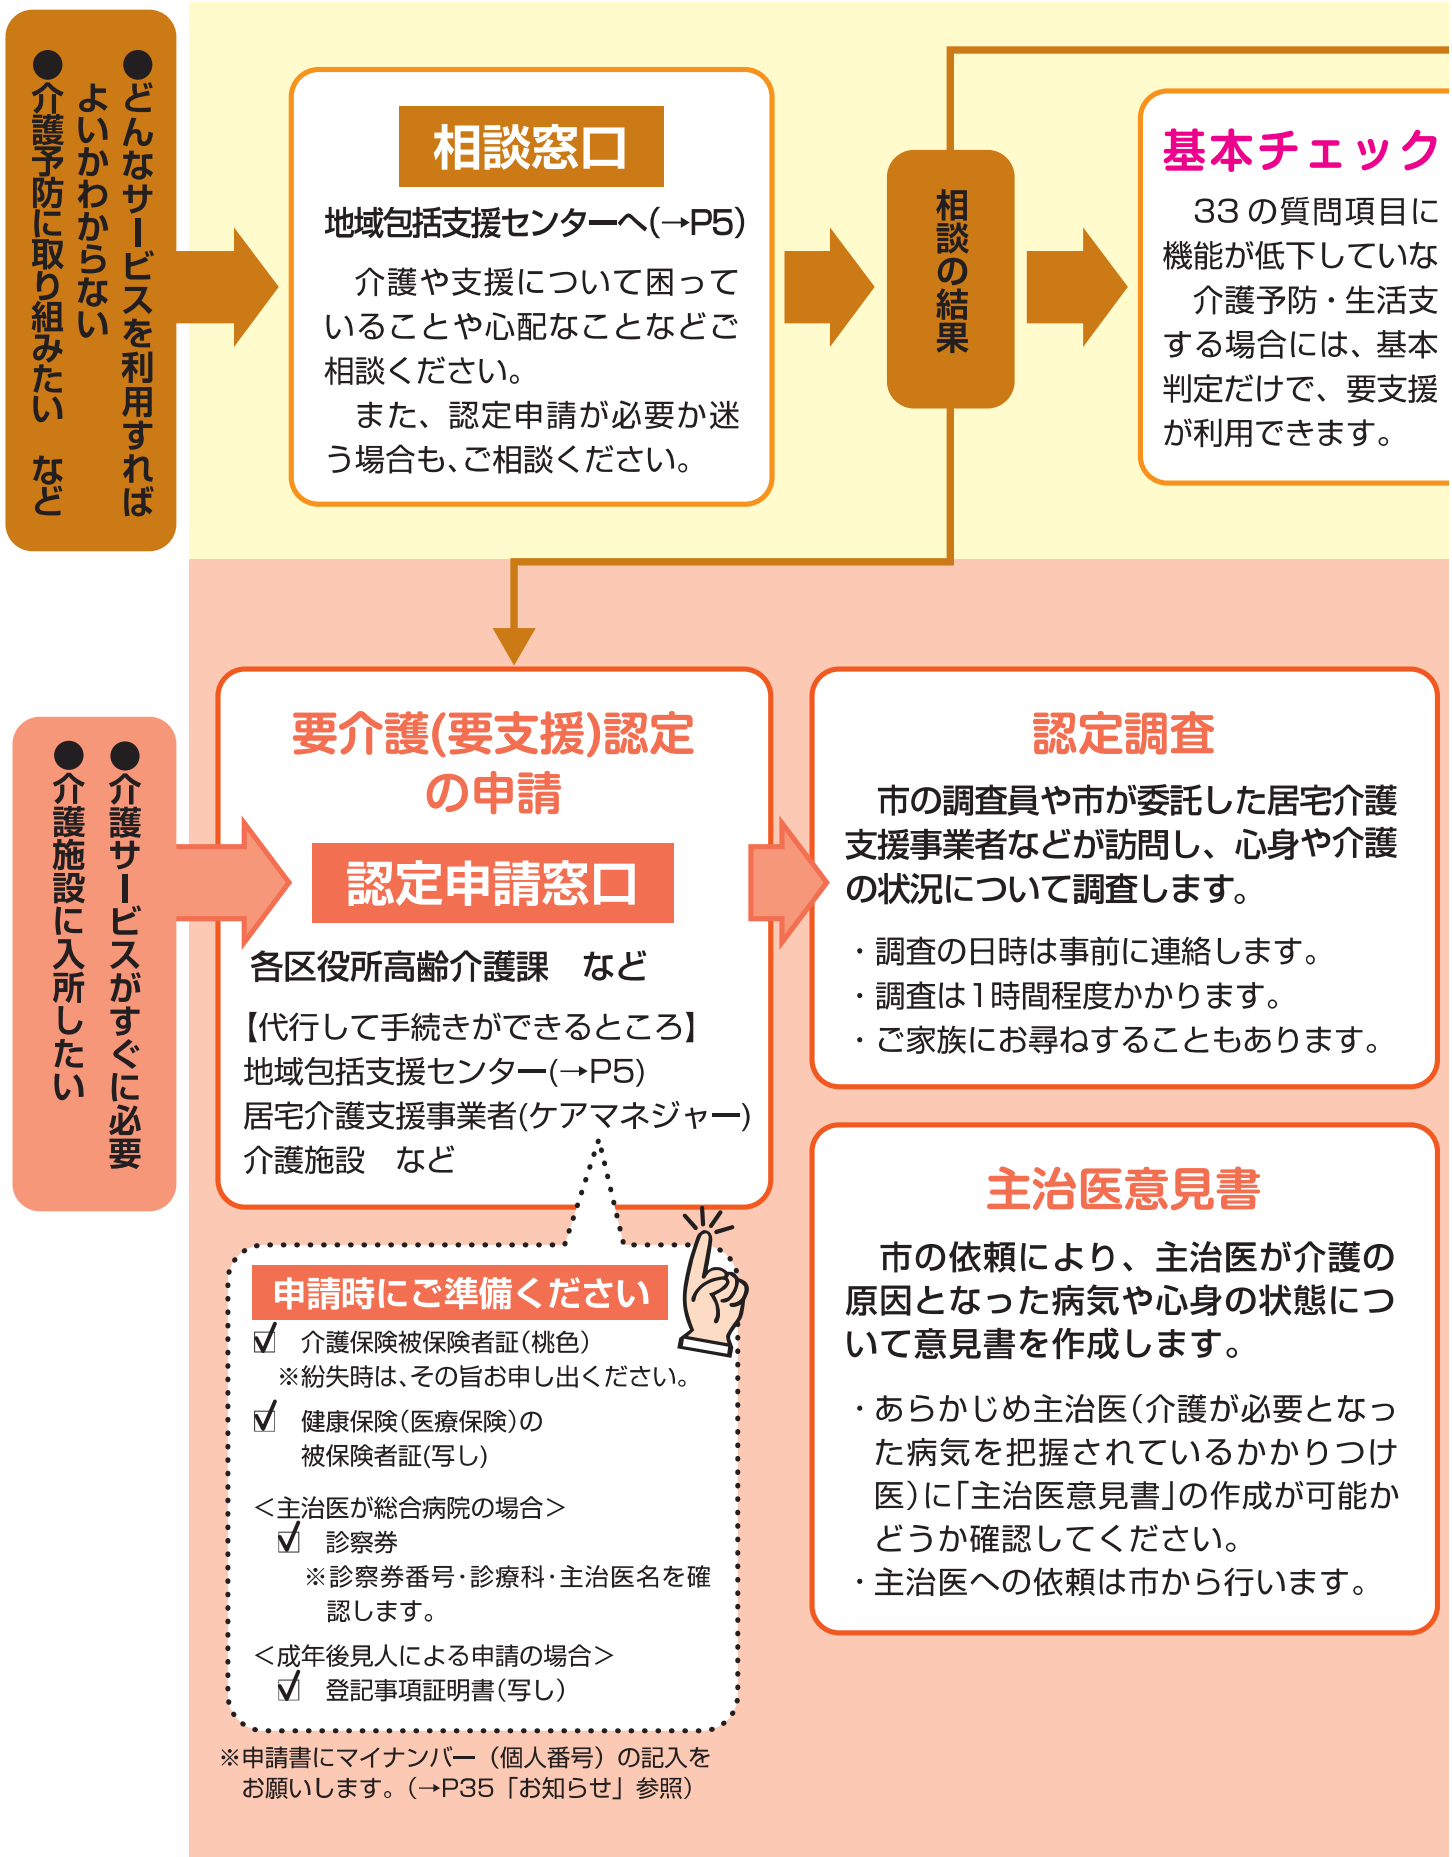 ●どんなサービスを利用すれば
よいかわからない
●介護予防に取り組みたい　など
相談窓口
地域包括支援センターへ(→P5)
　介護や支援について困って
いることや心配なことなどご
相談ください。
　また、認定申請が必要か迷
う場合も、ご相談ください。
相談の結果
基本チェック
　33の質問項目に
機能が低下していな
　介護予防・生活支
する場合には、基本
判定だけで、要支援
が利用できます。
●介護サービスがすぐに必要
●介護施設に入所したい
要介護(要支援)認定
の申請
認定申請窓口
各区役所高齢介護課　など
【代行して手続きができるところ】
地域包括支援センター(→P5)
居宅介護支援事業者(ケアマネジャー)
介護施設　など
申請時にご準備ください
☑　介護保険被保険者証(桃色)
※紛失時は、その旨お申し出ください。
☑　健康保険(医療保険)の
被保険者証(写し)
＜主治医が総合病院の場合＞
☑　診察券
※診察券番号・診療科・主治医名を確
認します。
＜成年後見人による申請の場合＞
☑　登記事項証明書(写し)
※申請書にマイナンバー（個人番号）の記入を
お願いします。(→P35「お知らせ」参照)
認定調査
　市の調査員や市が委託した居宅介護
支援事業者などが訪問し、心身や介護
の状況について調査します。
・調査の日時は事前に連絡します。
・調査は1時間程度かかります。
・ご家族にお尋ねすることもあります。
主治医意見書
　市の依頼により、主治医が介護の
原因となった病気や心身の状態につ
いて意見書を作成します。
・あらかじめ主治医(介護が必要となっ
た病気を把握されているかかりつけ
医)に「主治医意見書」の作成が可能か
どうか確認してください。
・主治医への依頼は市から行います。